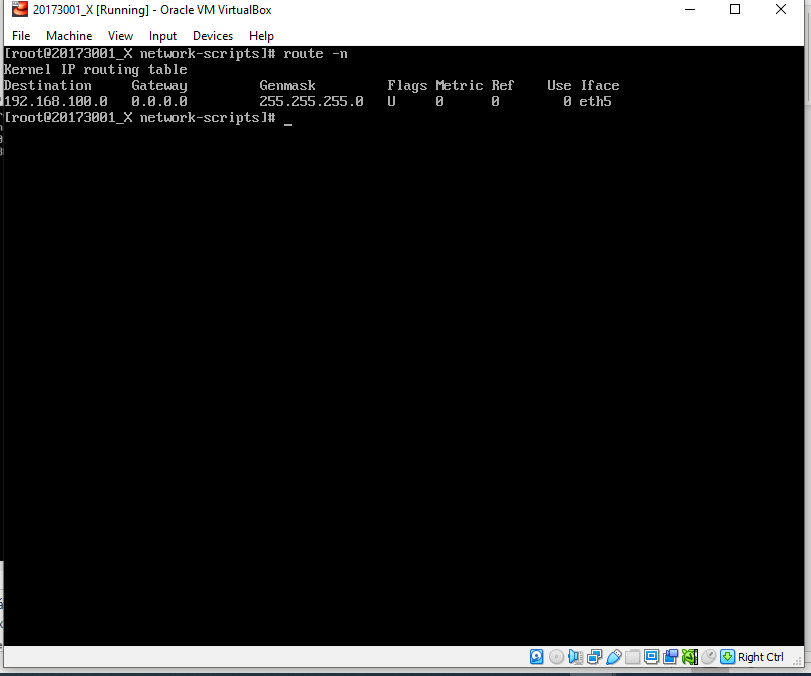 20173001_X [Running] - Oracle VM VirtualBox
File Machine View Input Devices Help
[root@20173001_X network-scripts]# route -n
Kernel IP routing table
Destination Gateway Genmask Flags Metric Ref Use Iface
192.168.100.0 0.0.0.0 255.255.255.0 U 0 0 0 eth5
[root@20173001_X network-scripts]# _
Right Ctrl